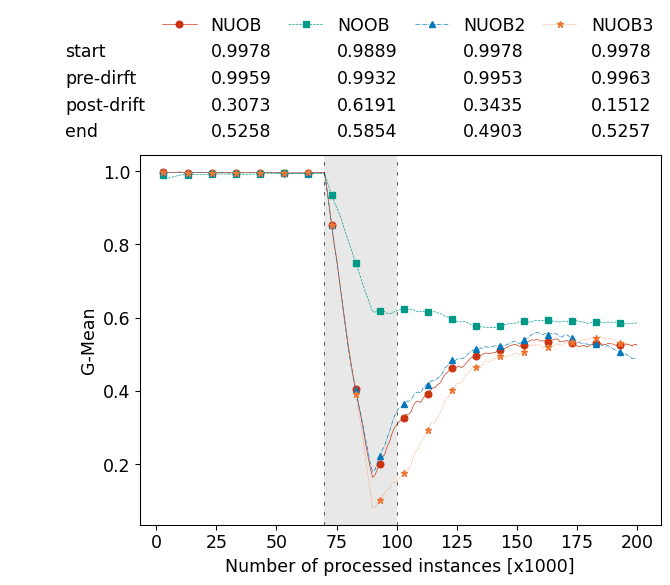 NUOB NOOB NUOB2 NUOB3
start 0.9978 0.9889 0.9978 0.9978
pre-dirft 0.9959 0.9932 0.9953 0.9963
post-drift 0.3073 0.6191 0.3435 0.1512
end 0.5258 0.5854 0.4903 0.5257
1.0
0.8
0.6
0.4
0.2
G-Mean
0 25 50 75 100 125 150 175 200
Number of processed instances [x1000]